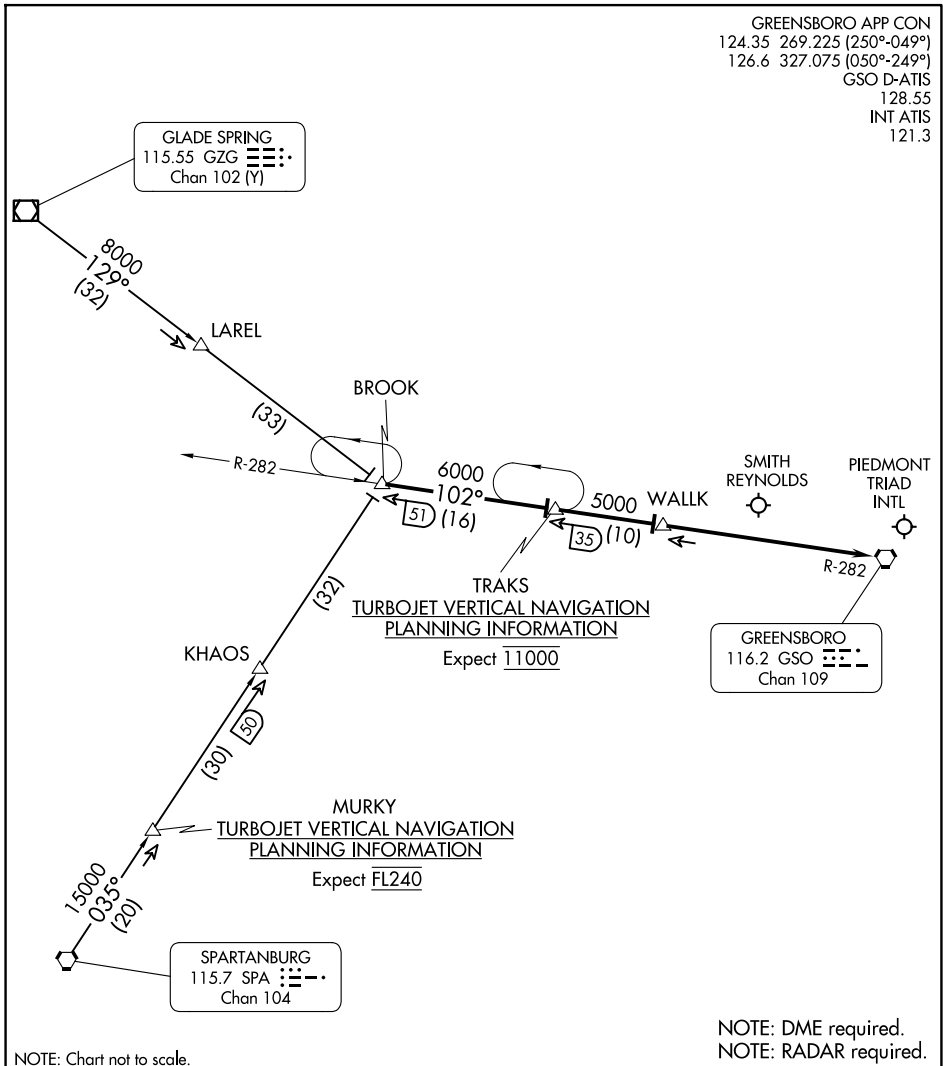 GREENSBORO APP CON
124.35 269.225 (250°-049°)
126.6 327.075 (050°-249°)
GSO D-ATIS
128.55
INT ATIS
121.3
GLADE SPRING
115.55 GZG
Chan 102 (Y)
8000
129°
(32)
LAREL
(33)
BROOK
R-282
6000
102°
(16)
51
5000
(10)
35
WALLK
SMITH
REYNOLDS
PIEDMONT
TRIAD
INTL
R-282
TRAKS
TURBOJET VERTICAL NAVIGATION
PLANNING INFORMATION
Expect 11000
GREENSBORO
116.2 GSO
Chan 109
(32)
KHAOS
50
(30)
MURKY
TURBOJET VERTICAL NAVIGATION
PLANNING INFORMATION
Expect FL240
15000
035°
(20)
SPARTANBURG
115.7 SPA
Chan 104
NOTE: DME required.
NOTE: RADAR required.
NOTE: Chart not to scale.